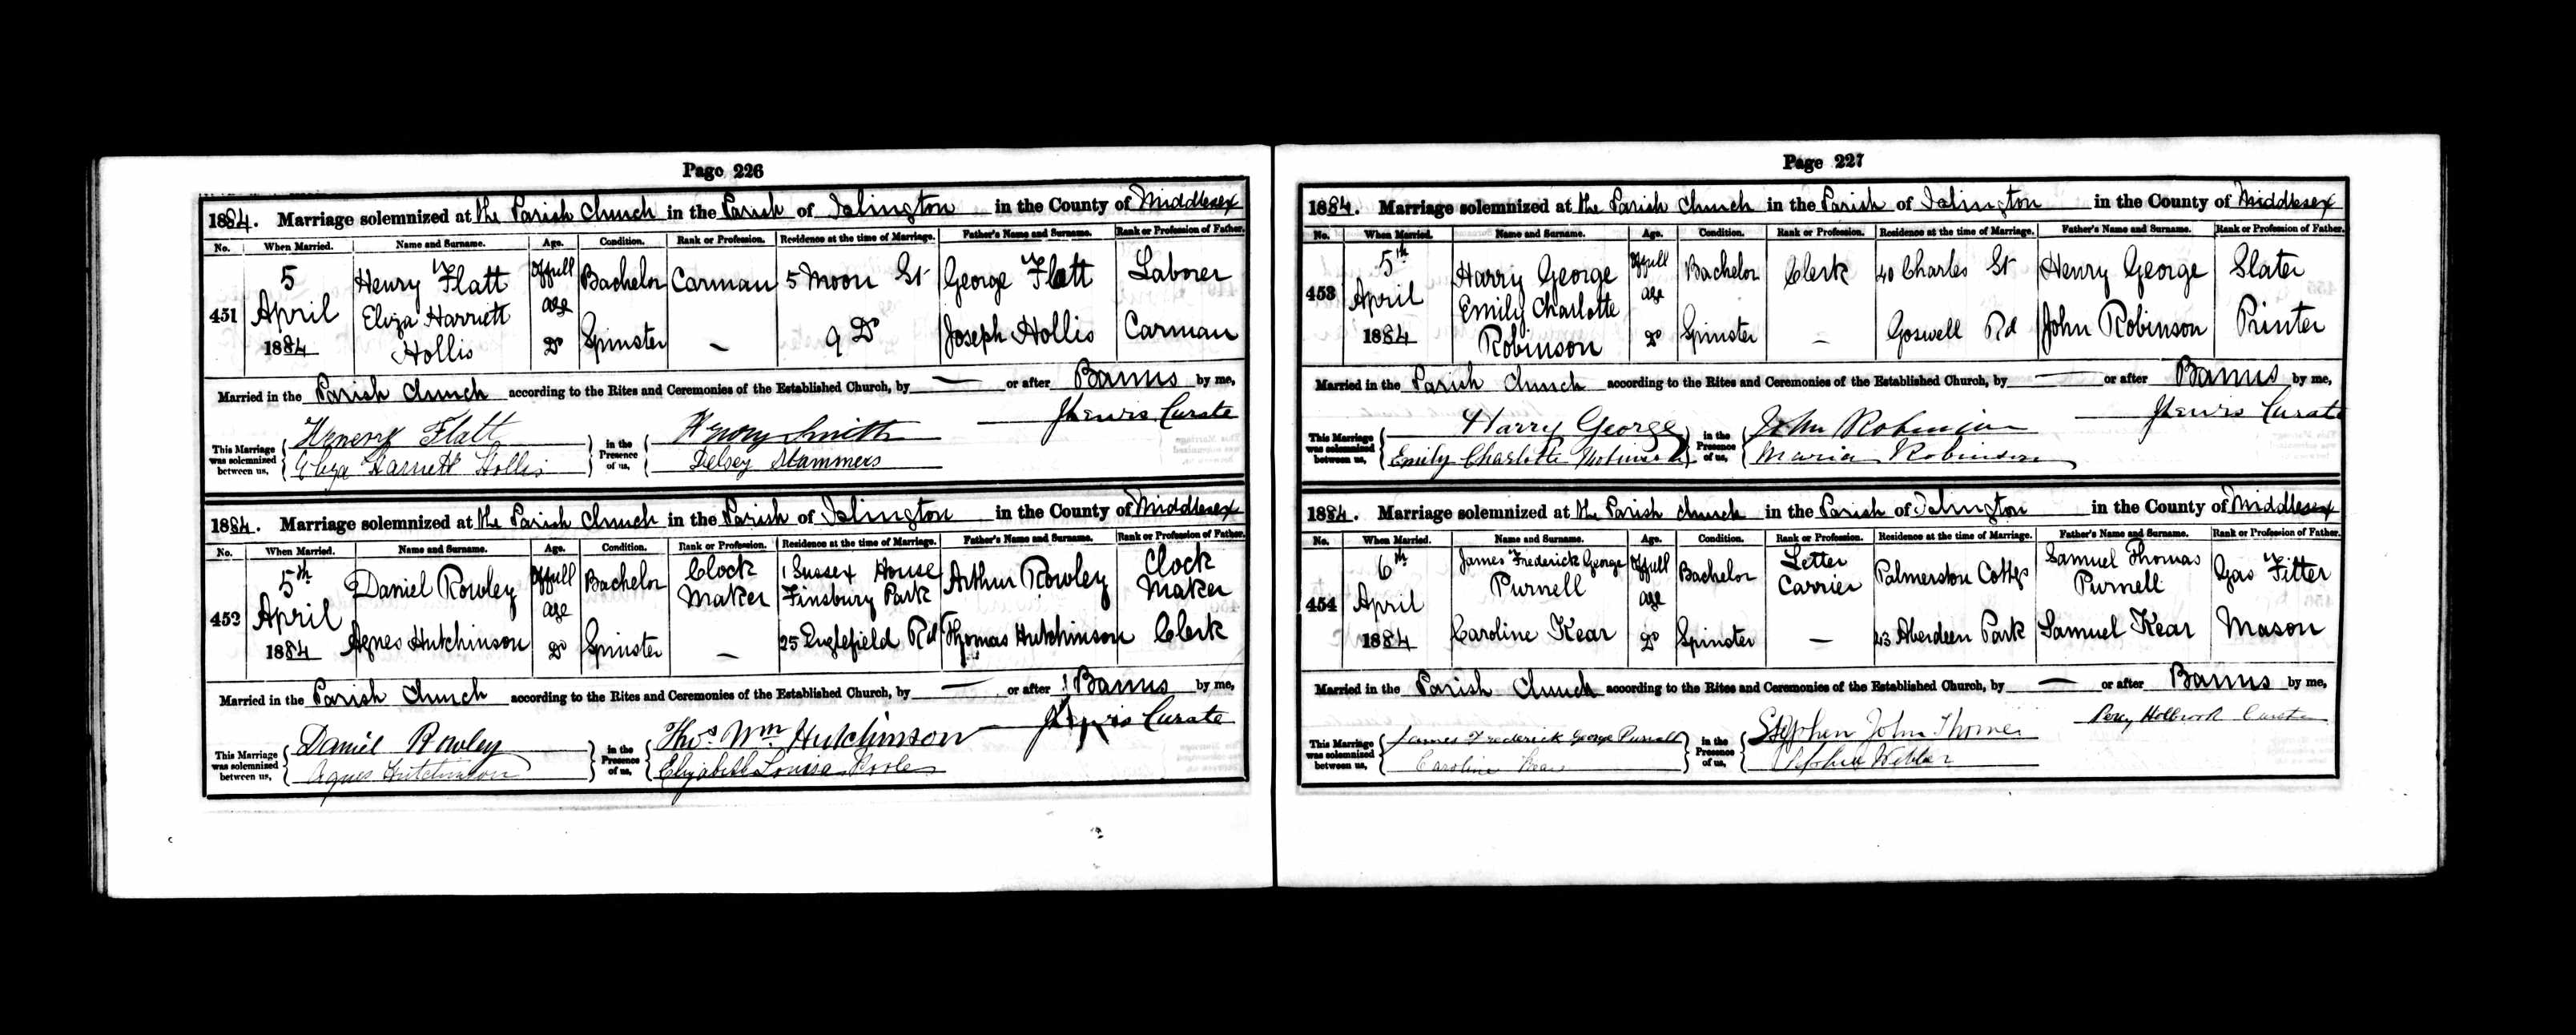 Page 226
1884. Marriage solemnized at the Parish Church in the Parish of Islington in the County of Middlesex
No. When Married. Name and Surname. Age. Condition. Rank or Profession. Residence at the time of Marriage. Father's Name and Surname. Rank or Profession of Father.
451 5 April 1884 Henry Flatt Of full age Bachelor Carman 5 Moon St George Flatt Laborer
Eliza Harriett Hollis Do Spinster – 9 Do Joseph Hollis Carman
Married in the Parish Church according to the Rites and Ceremonies of the Established Church, by — or after Banns by me,
JLewis Curate
This Marriage was solemnized between us, Henery Flatt in the Presence of us, Henry Smith
Eliza Harriett Hollis Stammers
1884. Marriage solemnized at the Parish Church in the Parish of Islington in the County of Middlesex
No. When Married. Name and Surname. Age. Condition. Rank or Profession. Residence at the time of Marriage. Father's Name and Surname. Rank or Profession of Father.
452 5th April 1884 Daniel Rowley Of full age Bachelor Clock Maker 1 Sussex House Finsbury Park Arthur Rowley Clock Maker
Agnes Hutchinson Do Spinster – 25 Englefield Rd Thomas Hutchinson Clerk
Married in the Parish Church according to the Rites and Ceremonies of the Established Church, by — or after Banns by me,
JLewis Curate
This Marriage was solemnized between us, Daniel Rowley in the Presence of us, Thos. Wm. Hutchinson
Agnes Hutchinson Elizabeth Louisa Poole
Page 227
1884. Marriage solemnized at the Parish Church in the Parish of Islington in the County of Middlesex
No. When Married. Name and Surname. Age. Condition. Rank or Profession. Residence at the time of Marriage. Father's Name and Surname. Rank or Profession of Father.
453 5th April 1884 Harry George Of full age Bachelor Clerk 40 Charles St Henry George Slater
Emily Charlotte Robinson Do Spinster – Goswell Rd John Robinson Printer
Married in the Parish Church according to the Rites and Ceremonies of the Established Church, by — or after Banns by me,
JLewis Curate
This Marriage was solemnized between us, Harry George in the Presence of us, John Robinson
Emily Charlotte Robinson Maria Robinson
1884. Marriage solemnized at the Parish Church in the Parish of Islington in the County of Middlesex
No. When Married. Name and Surname. Age. Condition. Rank or Profession. Residence at the time of Marriage. Father's Name and Surname. Rank or Profession of Father.
454 6th April 1884 James Frederick George Purnell Of full age Bachelor Letter Carrier Palmerston Cottgs Samuel Thomas Purnell Gas Fitter
Caroline Kear Do Spinster – 43 Aberdeen Park Samuel Kear Mason
Married in the Parish Church according to the Rites and Ceremonies of the Established Church, by — or after Banns by me,
Percy Holbrook Curate
This Marriage was solemnized between us, James Frederick George Purnell in the Presence of us, Stephen John
Caroline Kear Webber